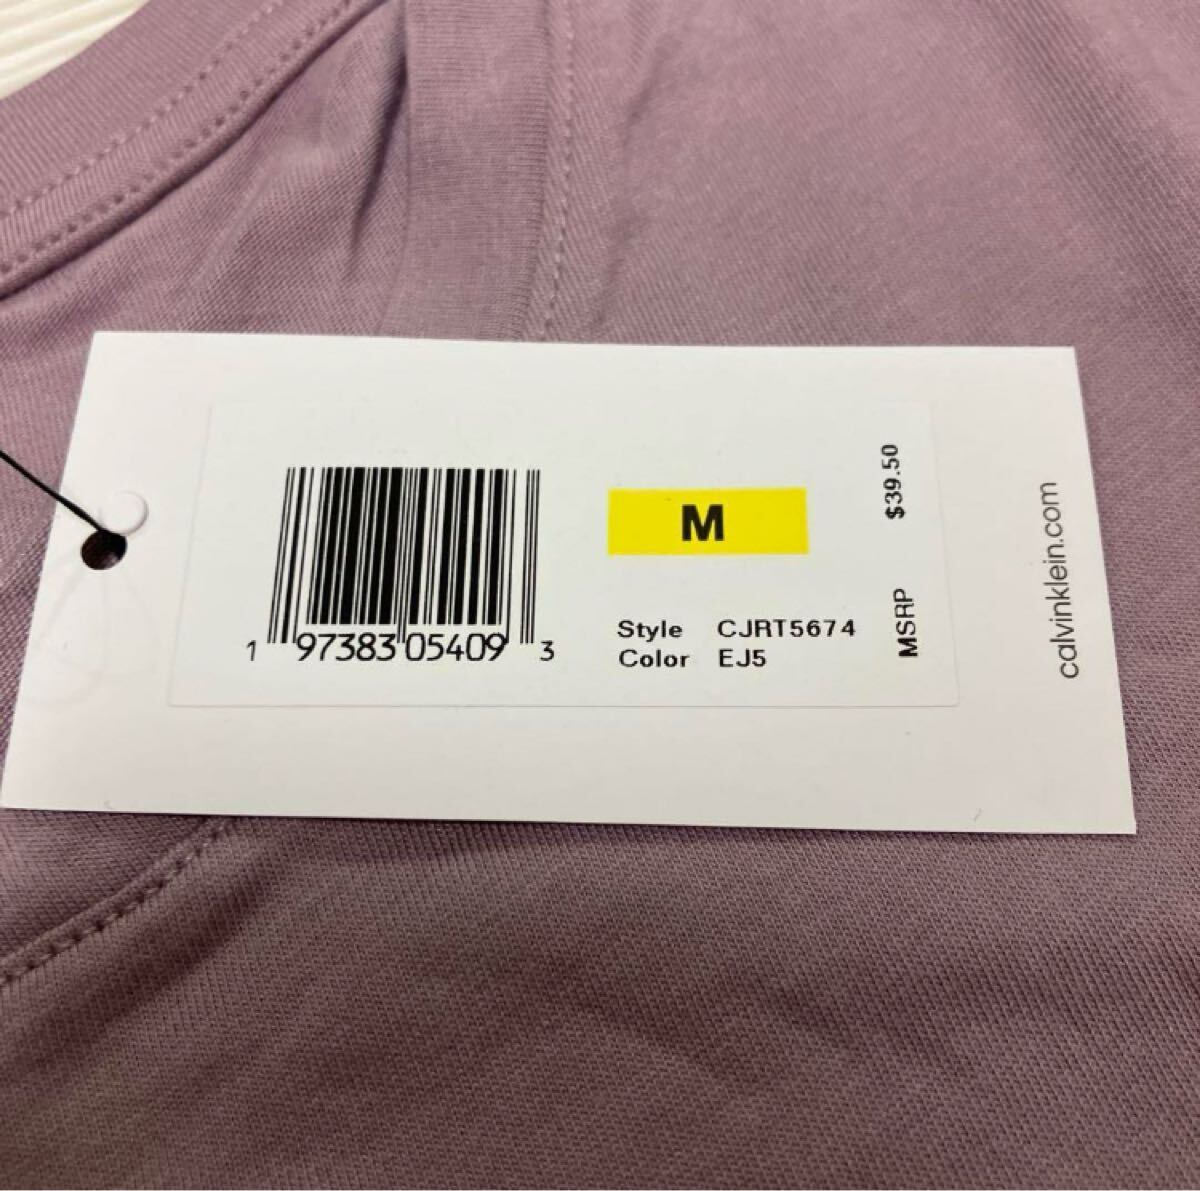 M
Style CJRT5674
Color EJ5
1 97383 05409 3
MSRP $39.50
calvinklein.com